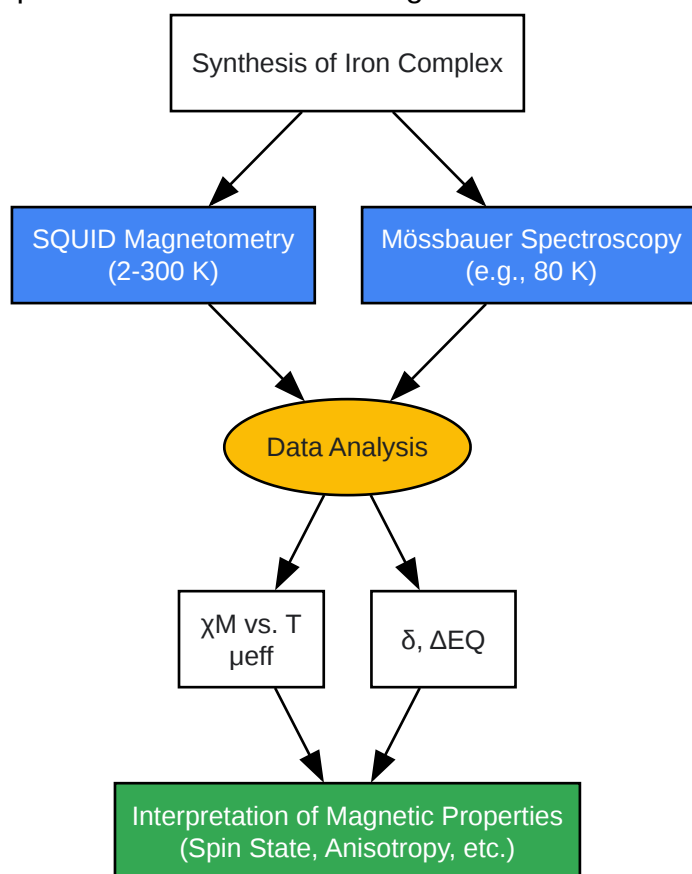 Synthesis of Iron Complex
SQUID Magnetometry
(2-300 K)
Mössbauer Spectroscopy
(e.g., 80 K)
Data Analysis
χM vs. T
μeff
δ, ΔEQ
Interpretation of Magnetic Properties
(Spin State, Anisotropy, etc.)